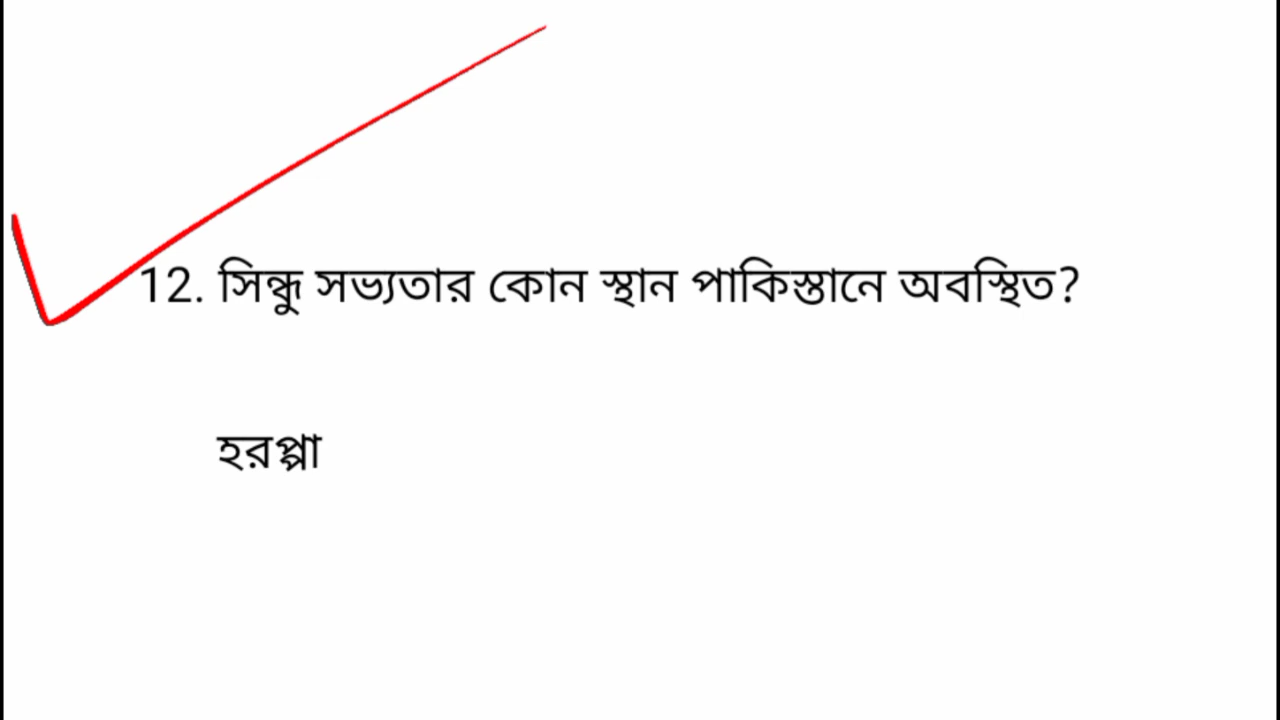 12. সিন্ধু সভ্যতার কোন স্থান পাকিস্তানে অবস্থিত?
হরপ্পা